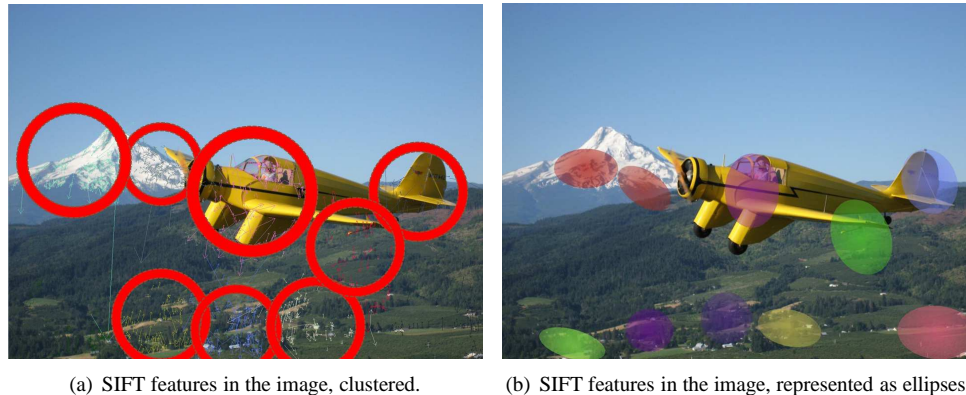 (a) SIFT features in the image, clustered.
(b) SIFT features in the image, represented as ellipses